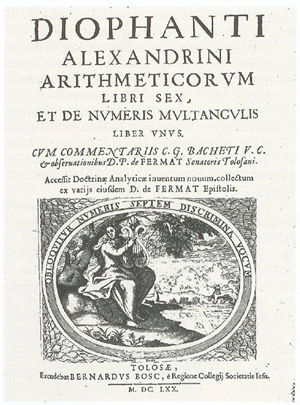 DIOPHANTI
ALEXANDRINI
ARITHMETICORVM
LIBRI SEX,
ET DE NVMERIS MVLTANGVLIS
LIBER VNVS.
CVM COMMENTARIIS C. G. BACHETI V. C.
& obseruationibus D. P. de FERMAT Senatoris Tolosani.
Accessit Doctrinæ Analyticæ inuentum nouum, collectum
ex varijs eiusdem D. de FERMAT Epistolis.
OBLOQVITVR NVMERIS SEPTEM DISCRIMINA VOCVM
TOLOSÆ,
Excudebat BERNARDVS BOSC, è Regione Collegij Societatis Iesu.
M. DC. LXX.